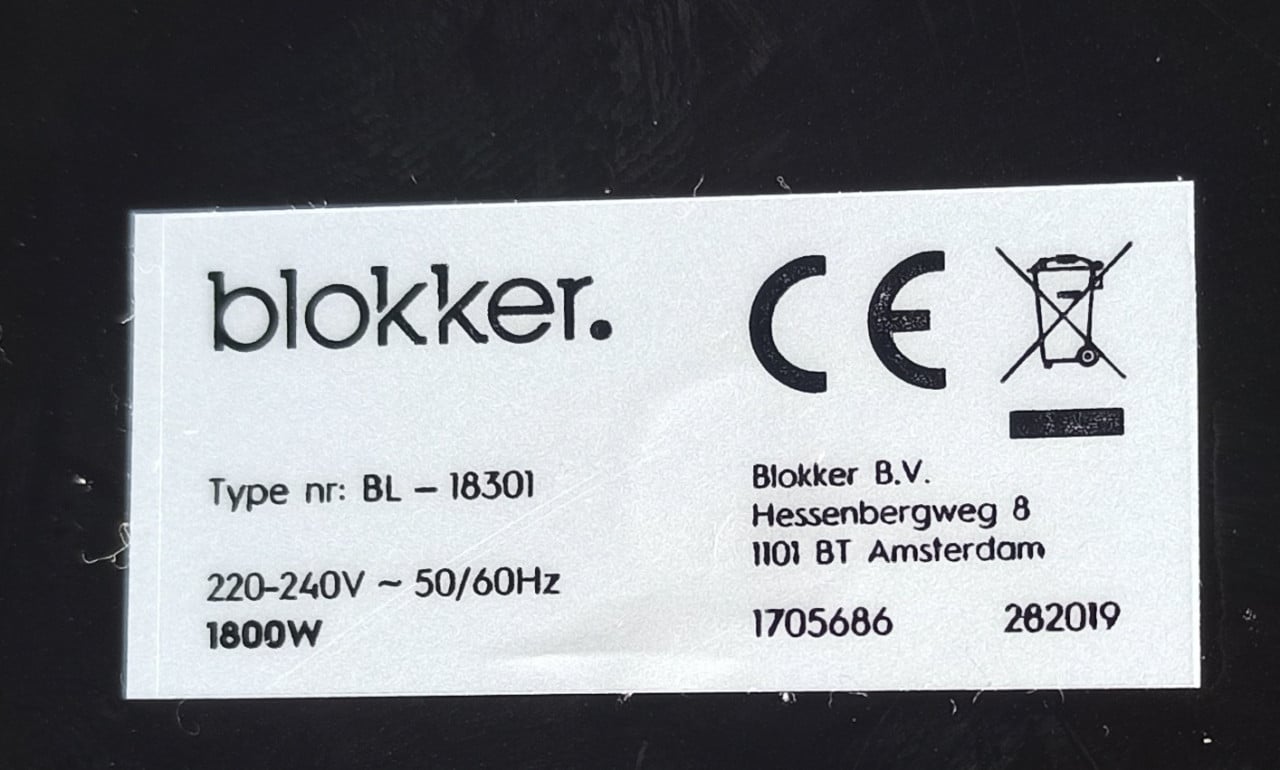 blokker.
CE
Type nr: BL – 18301
220-240V ~ 50/60Hz
1800W
Blokker B.V.
Hessenbergweg 8
1101 BT Amsterdam
1705686 282019